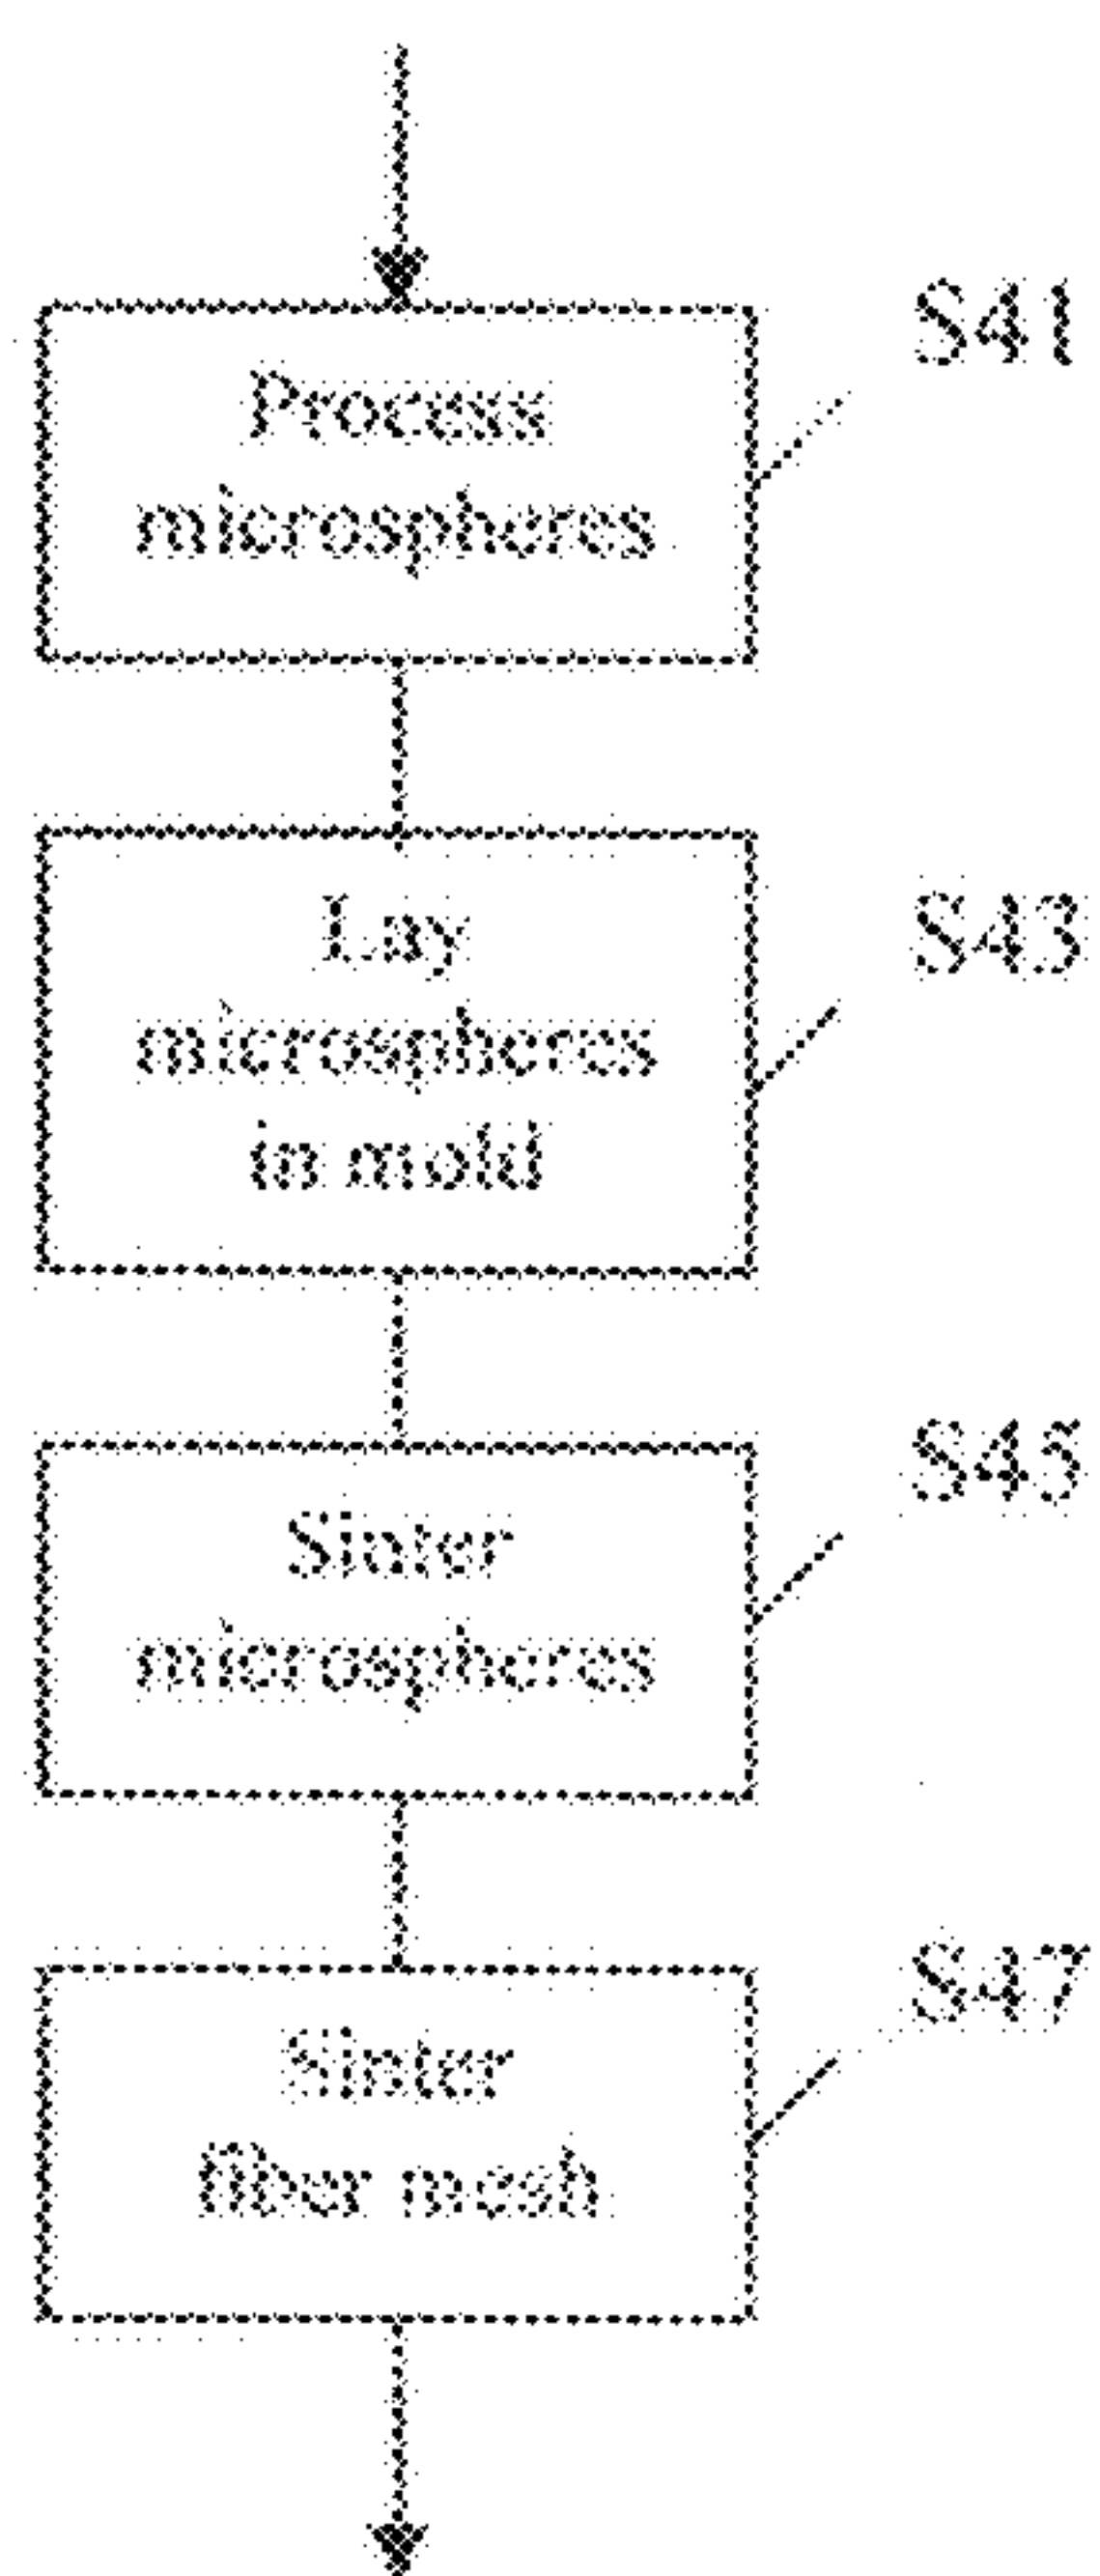 S41
Process
microspheres
S43
Lay
microspheres
in mold
S45
Sinter
microspheres
S47
Sinter
fiber mesh